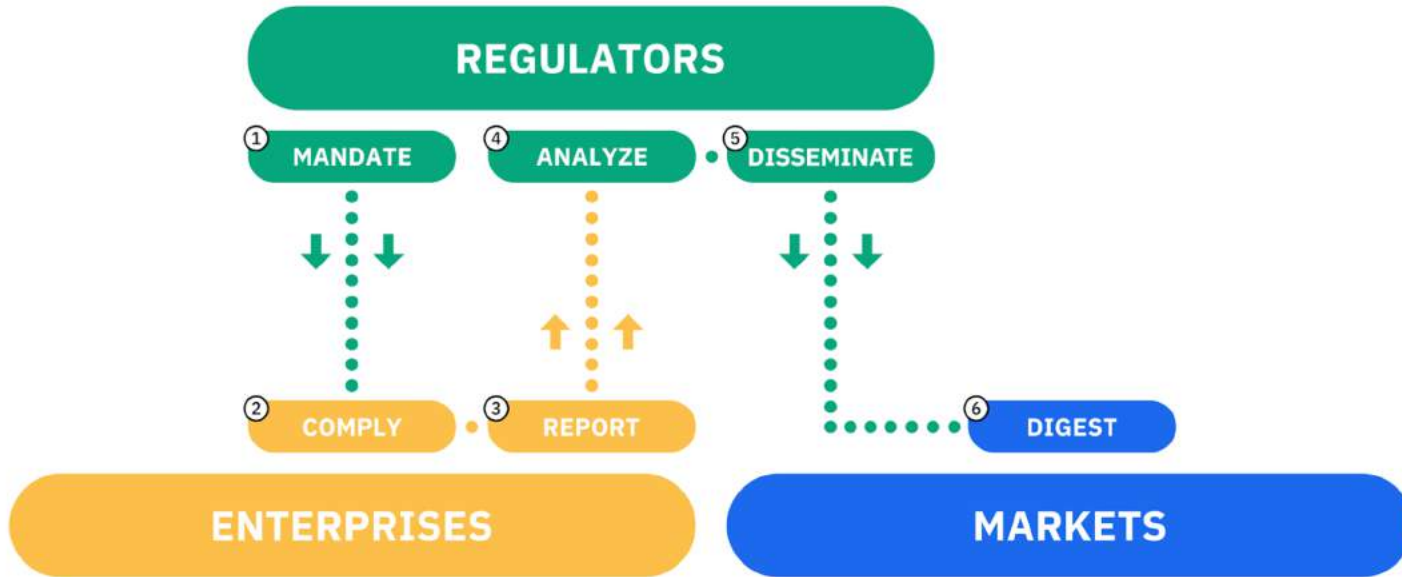 REGULATORS
1 MANDATE
4 ANALYZE
5 DISSEMINATE
2 COMPLY
3 REPORT
6 DIGEST
ENTERPRISES
MARKETS